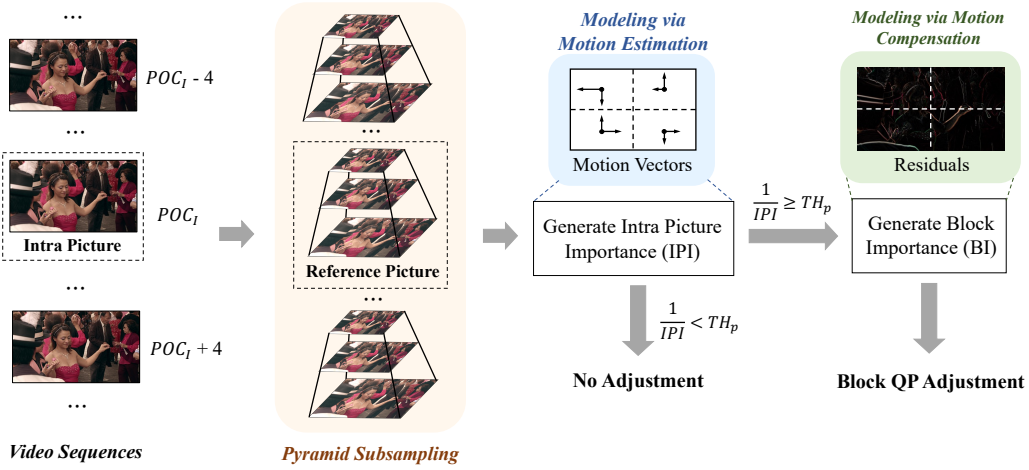 ...
POC_I - 4
...
POC_I
Intra Picture
...
POC_I + 4
...
Video Sequences
...
Reference Picture
...
Pyramid Subsampling
Modeling via
Motion Estimation
Motion Vectors
Generate Intra Picture
Importance (IPI)
1/IPI ≥ TH_p
1/IPI < TH_p
No Adjustment
Modeling via Motion
Compensation
Residuals
Generate Block
Importance (BI)
Block QP Adjustment